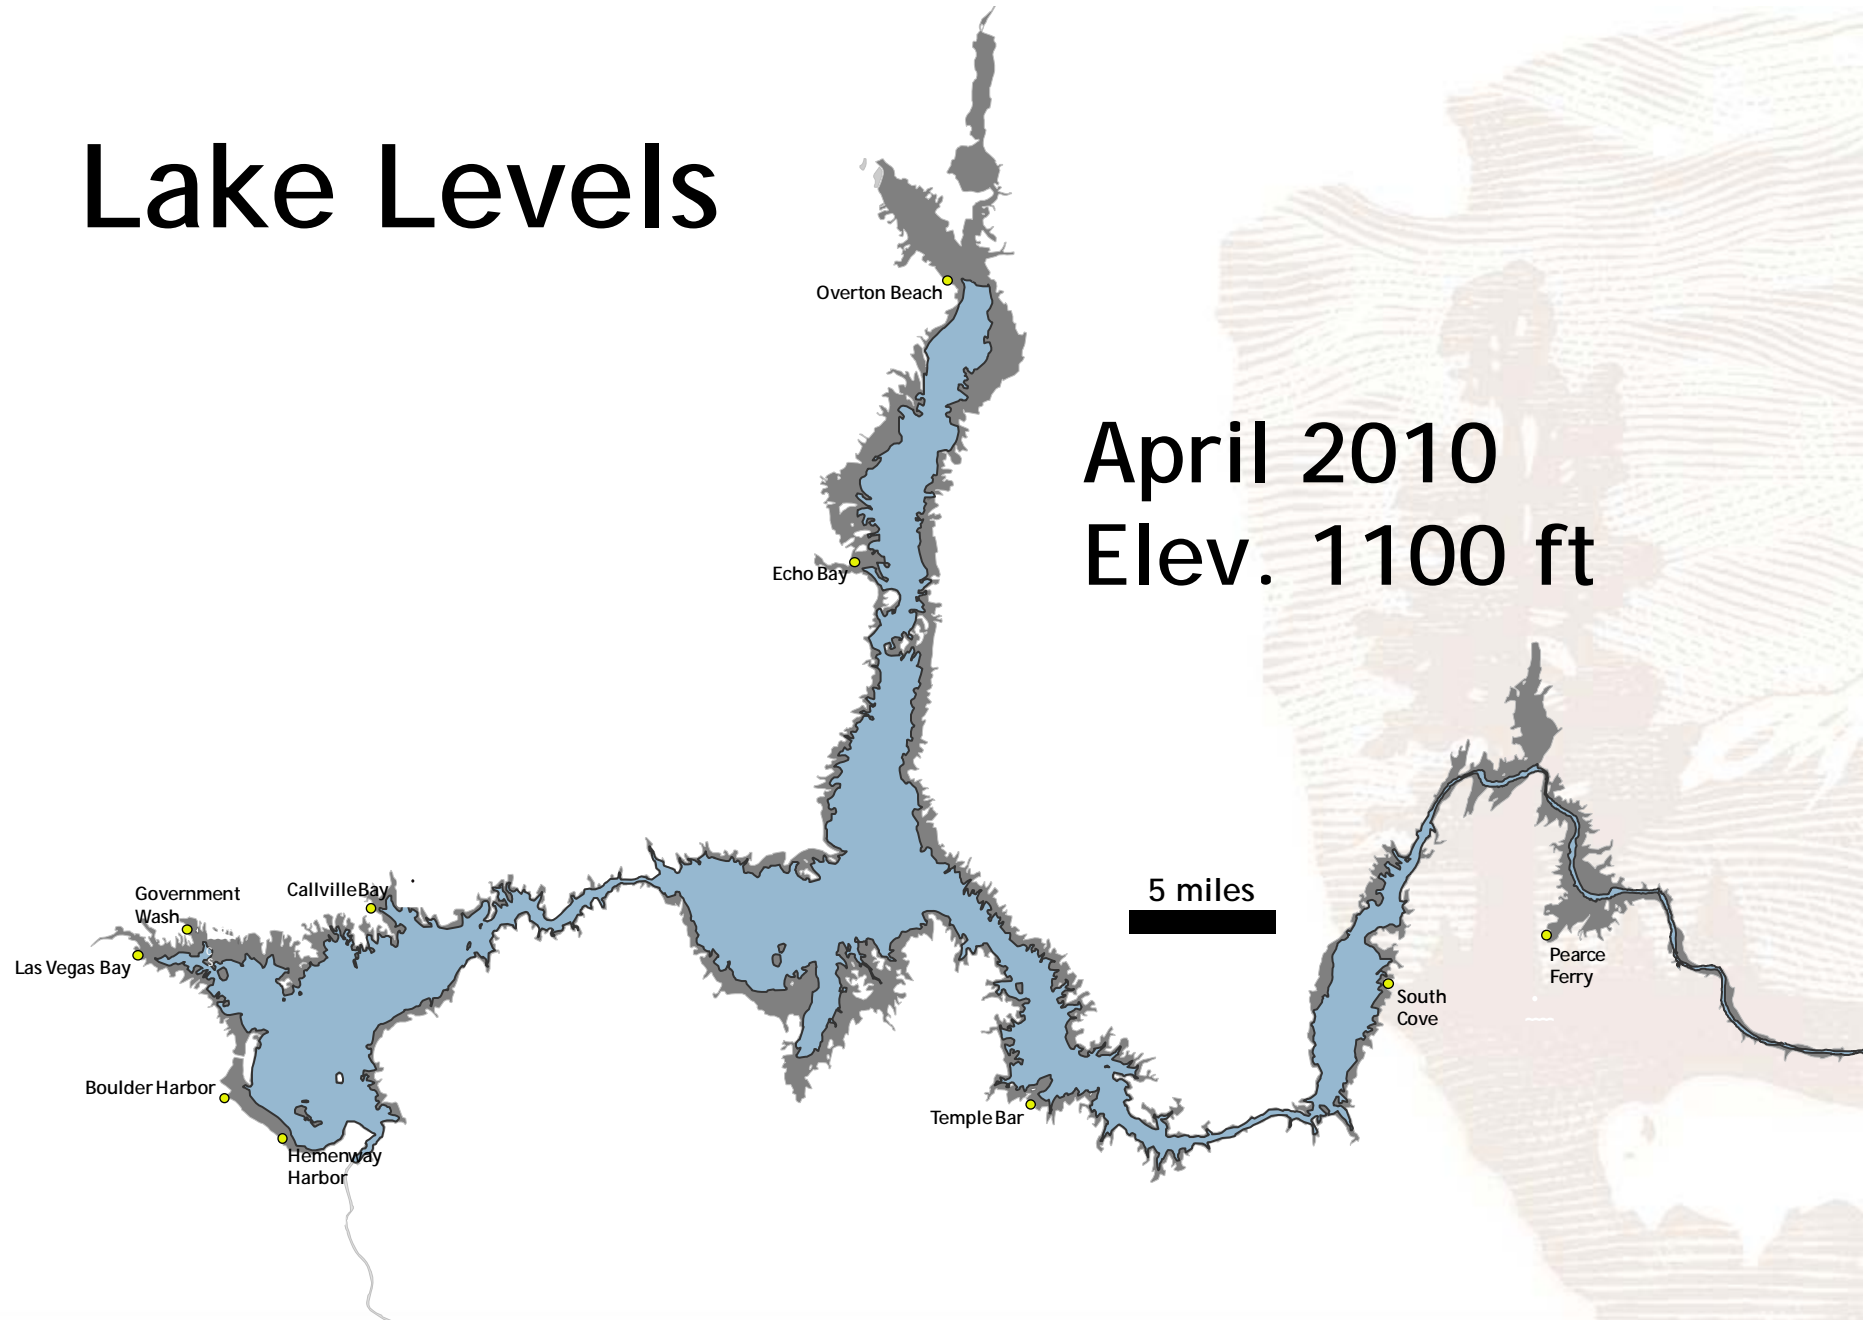 Lake Levels
Overton Beach
April 2010
Elev. 1100 ft
Echo Bay
5 miles
Government
Wash
Callville Bay
Las Vegas Bay
Pearce
Ferry
South
Cove
Boulder Harbor
Temple Bar
Hemenway
Harbor